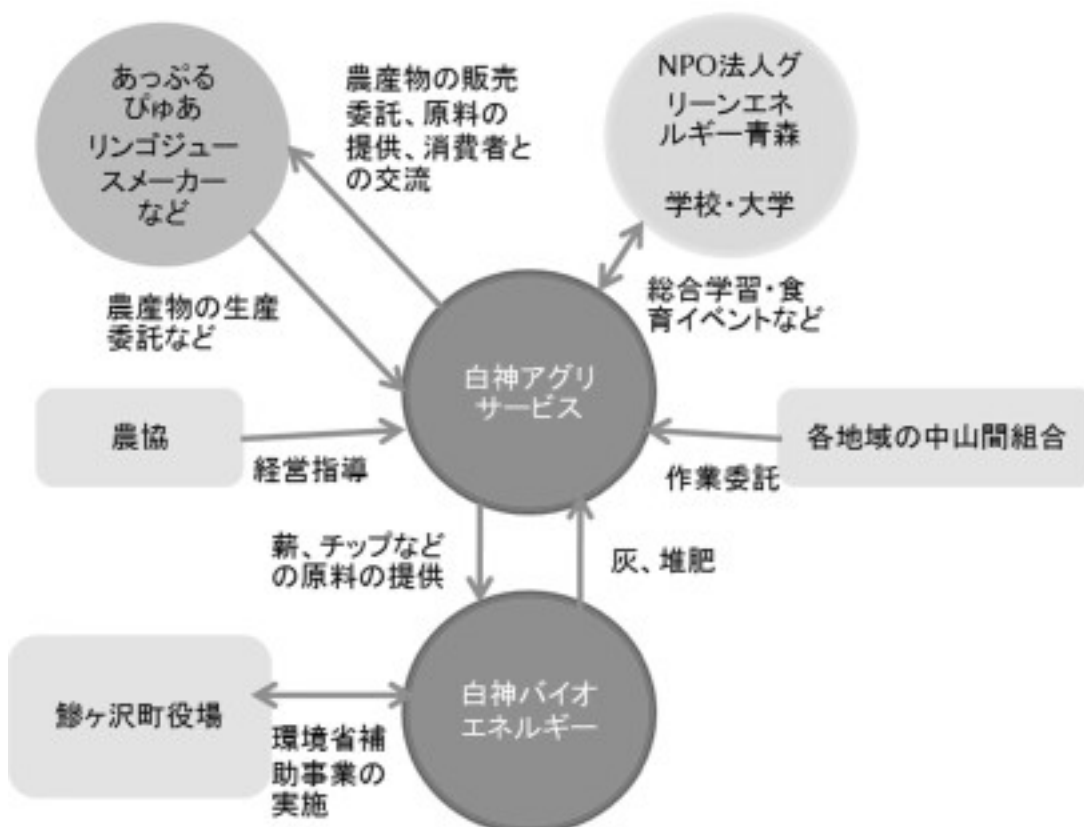 あっぷる
ぴゅあ
リンゴジュー
スメーカー
など
農産物の販売
委託、原料の
提供、消費者と
の交流
NPO法人グ
リーンエネ
ルギー青森
学校・大学
総合学習・食
育イベントなど
農産物の生産
委託など
白神アグリ
サービス
農協
経営指導
各地域の中山間組合
作業委託
薪、チップなど
の原料の提供
灰、堆肥
鰺ヶ沢町役場
環境省補
助事業の
実施
白神バイオ
エネルギー